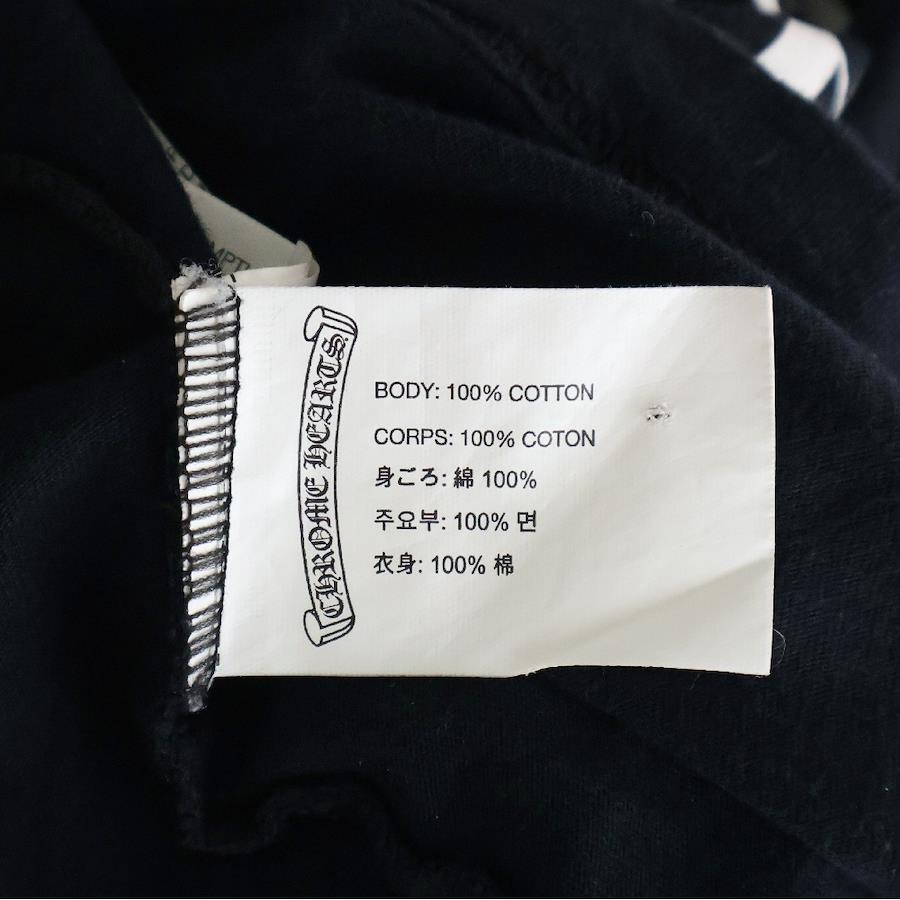 CHROME HEARTS
BODY: 100% COTTON
CORPS: 100% COTON
身ごろ: 綿 100%
주요부: 100% 면
衣身: 100% 棉